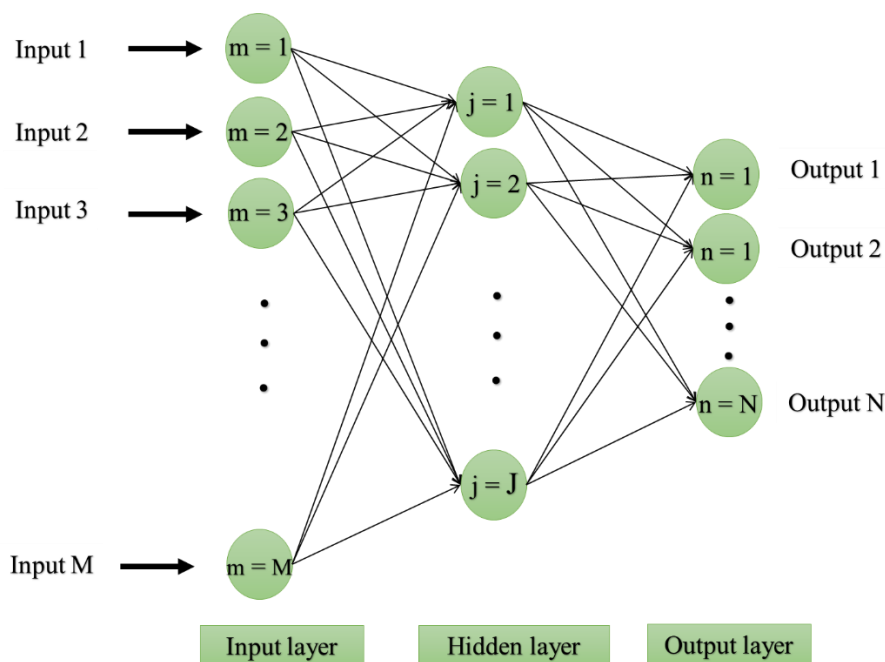 Input 1
m = 1
j = 1
Input 2
m = 2
n = 1
Output 1
j = 2
Input 3
m = 3
n = 1
Output 2
n = N
Output N
j = J
Input M
m = M
Input layer
Hidden layer
Output layer